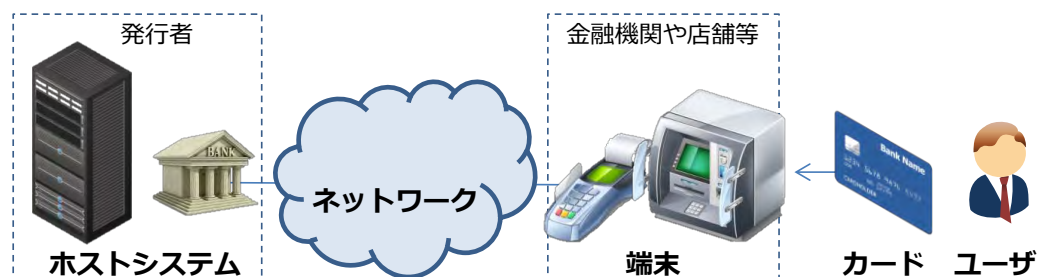 発行者
金融機関や店舗等
BANK
Bank Name
CARDHOLDER
ネットワーク
ホストシステム
端末
カード
ユーザ